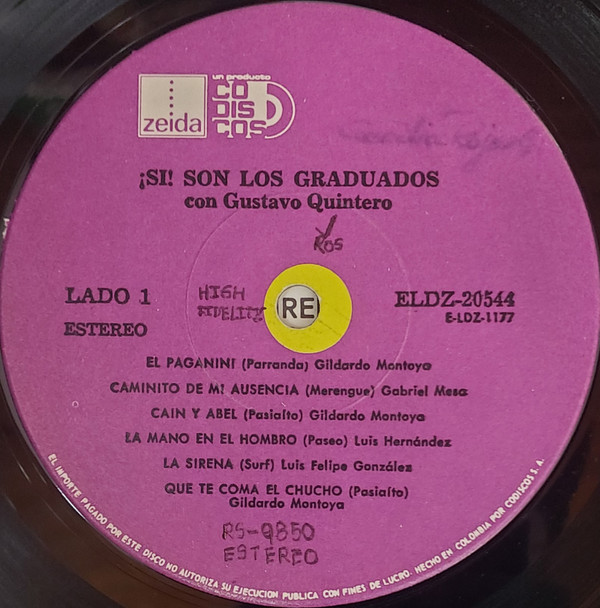 un producto
zeida
CO
DIS
COS
¡SI! SON LOS GRADUADOS
con Gustavo Quintero
y
ROS
LADO 1
HIGH
FIDELITY
RE
ELDZ-20544
E-LDZ-1177
ESTEREO
EL PAGANINI (Parranda) Gildardo Montoya
CAMINITO DE MI AUSENCIA (Merengue) Gabriel Mesa
CAIN Y ABEL (Pasiaito) Gildardo Montoya
LA MANO EN EL HOMBRO (Paseo) Luis Hernández
LA SIRENA (Surf) Luis Felipe González
QUE TE COMA EL CHUCHO (Pasiaito)
Gildardo Montoya
RS-9850
ESTEREO
EL IMPORTE PAGADO POR ESTE DISCO NO AUTORIZA SU EJECUCION PUBLICA CON FINES DE LUCRO. HECHO EN COLOMBIA POR CODISCOS S. A.